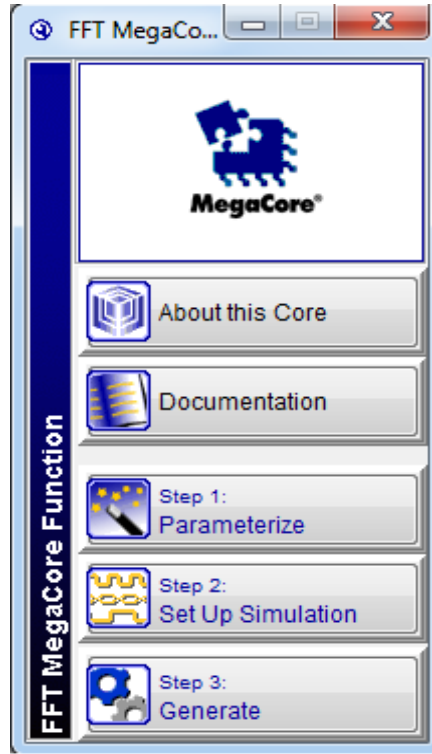 FFT MegaCo...
MegaCore®
About this Core
Documentation
Step 1:
Parameterize
Step 2:
Set Up Simulation
Step 3:
Generate
FFT MegaCore Function